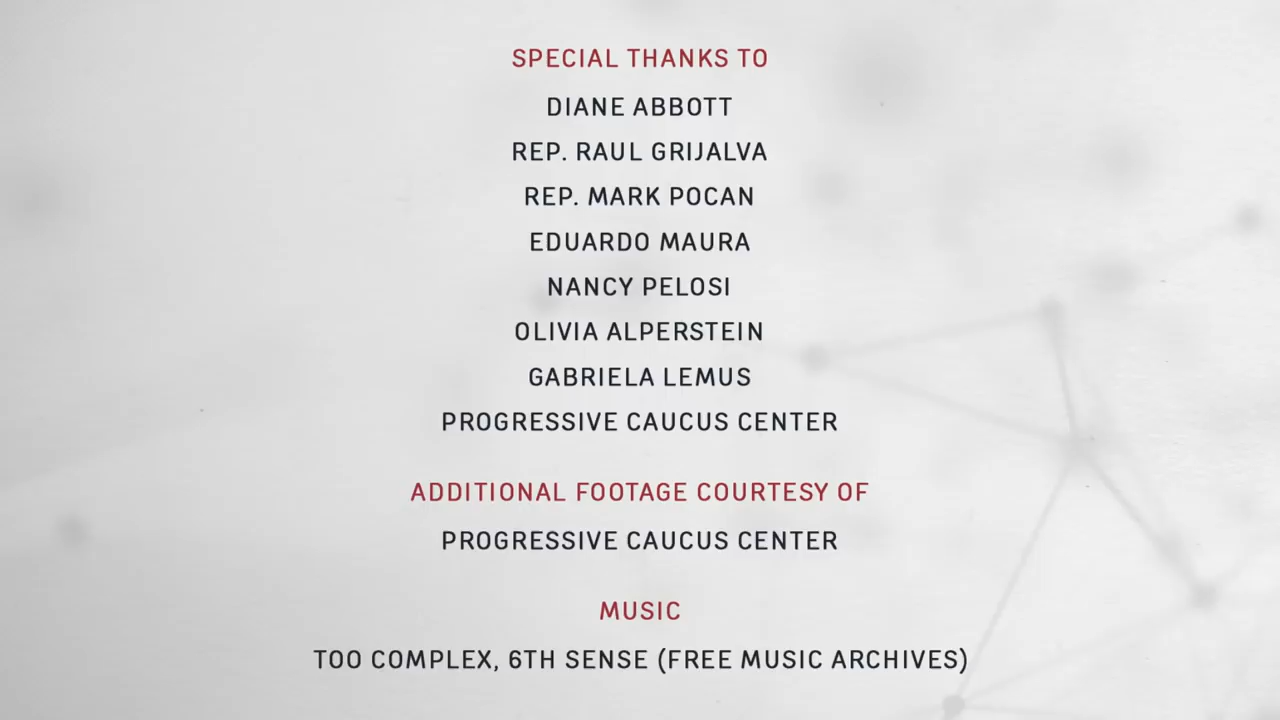 SPECIAL THANKS TO
DIANE ABBOTT
REP. RAUL GRIJALVA
REP. MARK POCAN
EDUARDO MAURA
NANCY PELOSI
OLIVIA ALPERSTEIN
GABRIELA LEMUS
PROGRESSIVE CAUCUS CENTER
ADDITIONAL FOOTAGE COURTESY OF
PROGRESSIVE CAUCUS CENTER
MUSIC
TOO COMPLEX, 6TH SENSE (FREE MUSIC ARCHIVES)